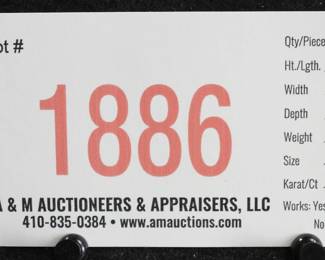 ot #
1886
A & M AUCTIONEERS & APPRAISERS, LLC
410-835-0384 • www.amauctions.com
Qty/Piece
Ht./Lgth.
Width
Depth
Weight
Size
Karat/Ct
Works: Yes
No